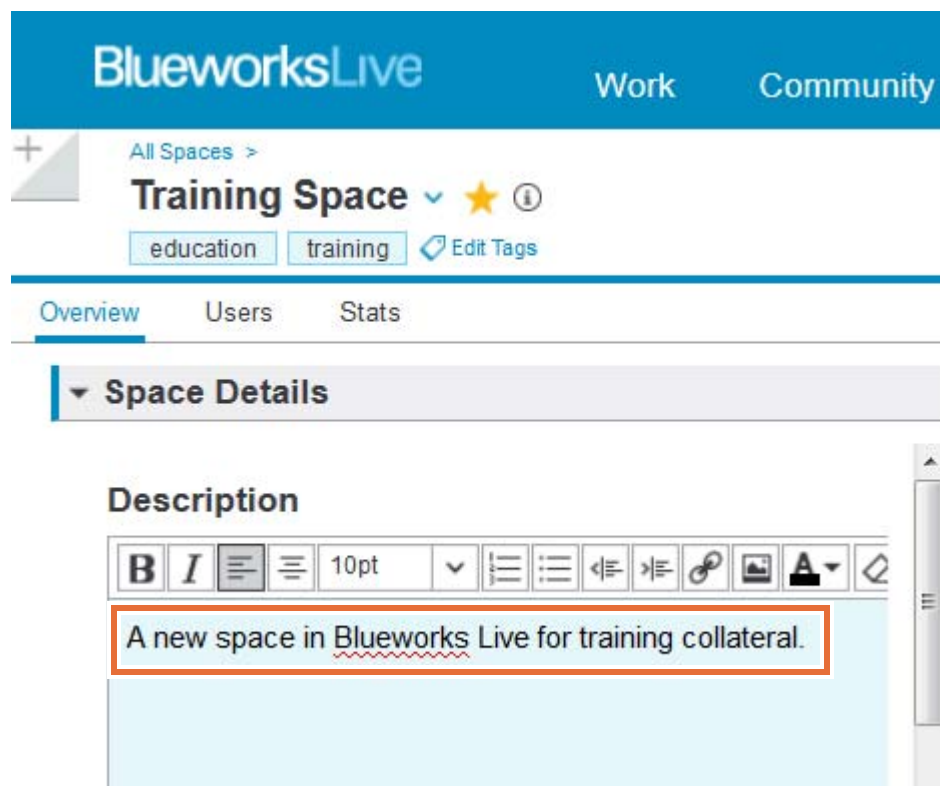 BlueworksLive
Work Community
All Spaces >
Training Space
education training Edit Tags
Overview Users Stats
Space Details
Description
B I 10pt A
A new space in Blueworks Live for training collateral.